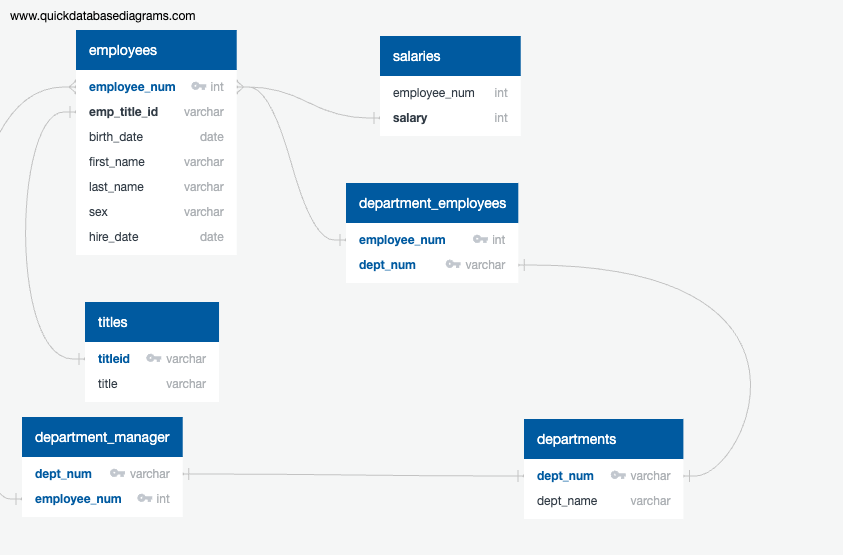 www.quickdatabasediagrams.com
employees
employee_num int
emp_title_id varchar
birth_date date
first_name varchar
last_name varchar
sex varchar
hire_date date
salaries
employee_num int
salary int
department_employees
employee_num int
dept_num varchar
titles
titleid varchar
title varchar
department_manager
dept_num varchar
employee_num int
departments
dept_num varchar
dept_name varchar